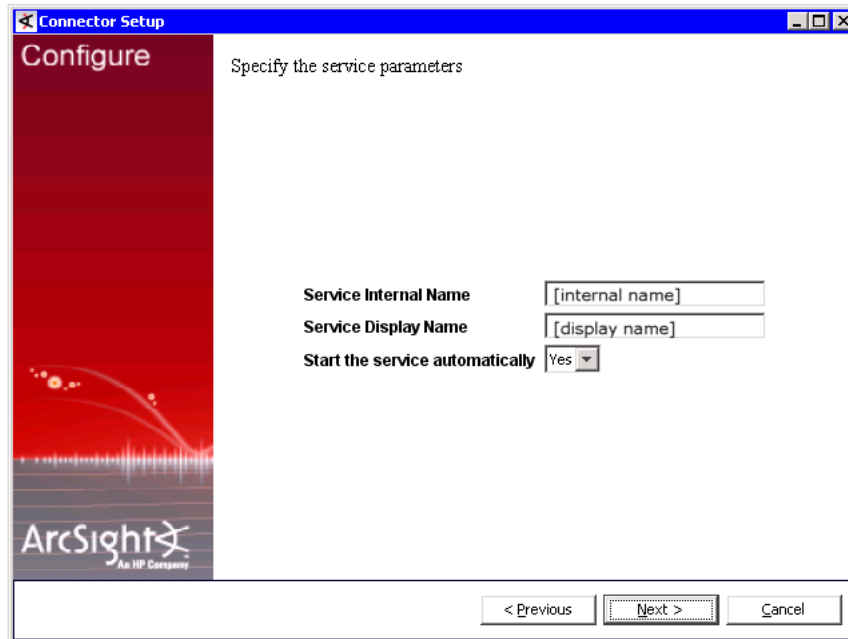 Connector Setup
Configure
Specify the service parameters
Service Internal Name [internal name]
Service Display Name [display name]
Start the service automatically Yes
ArcSight
An HP Company
< Previous Next > Cancel